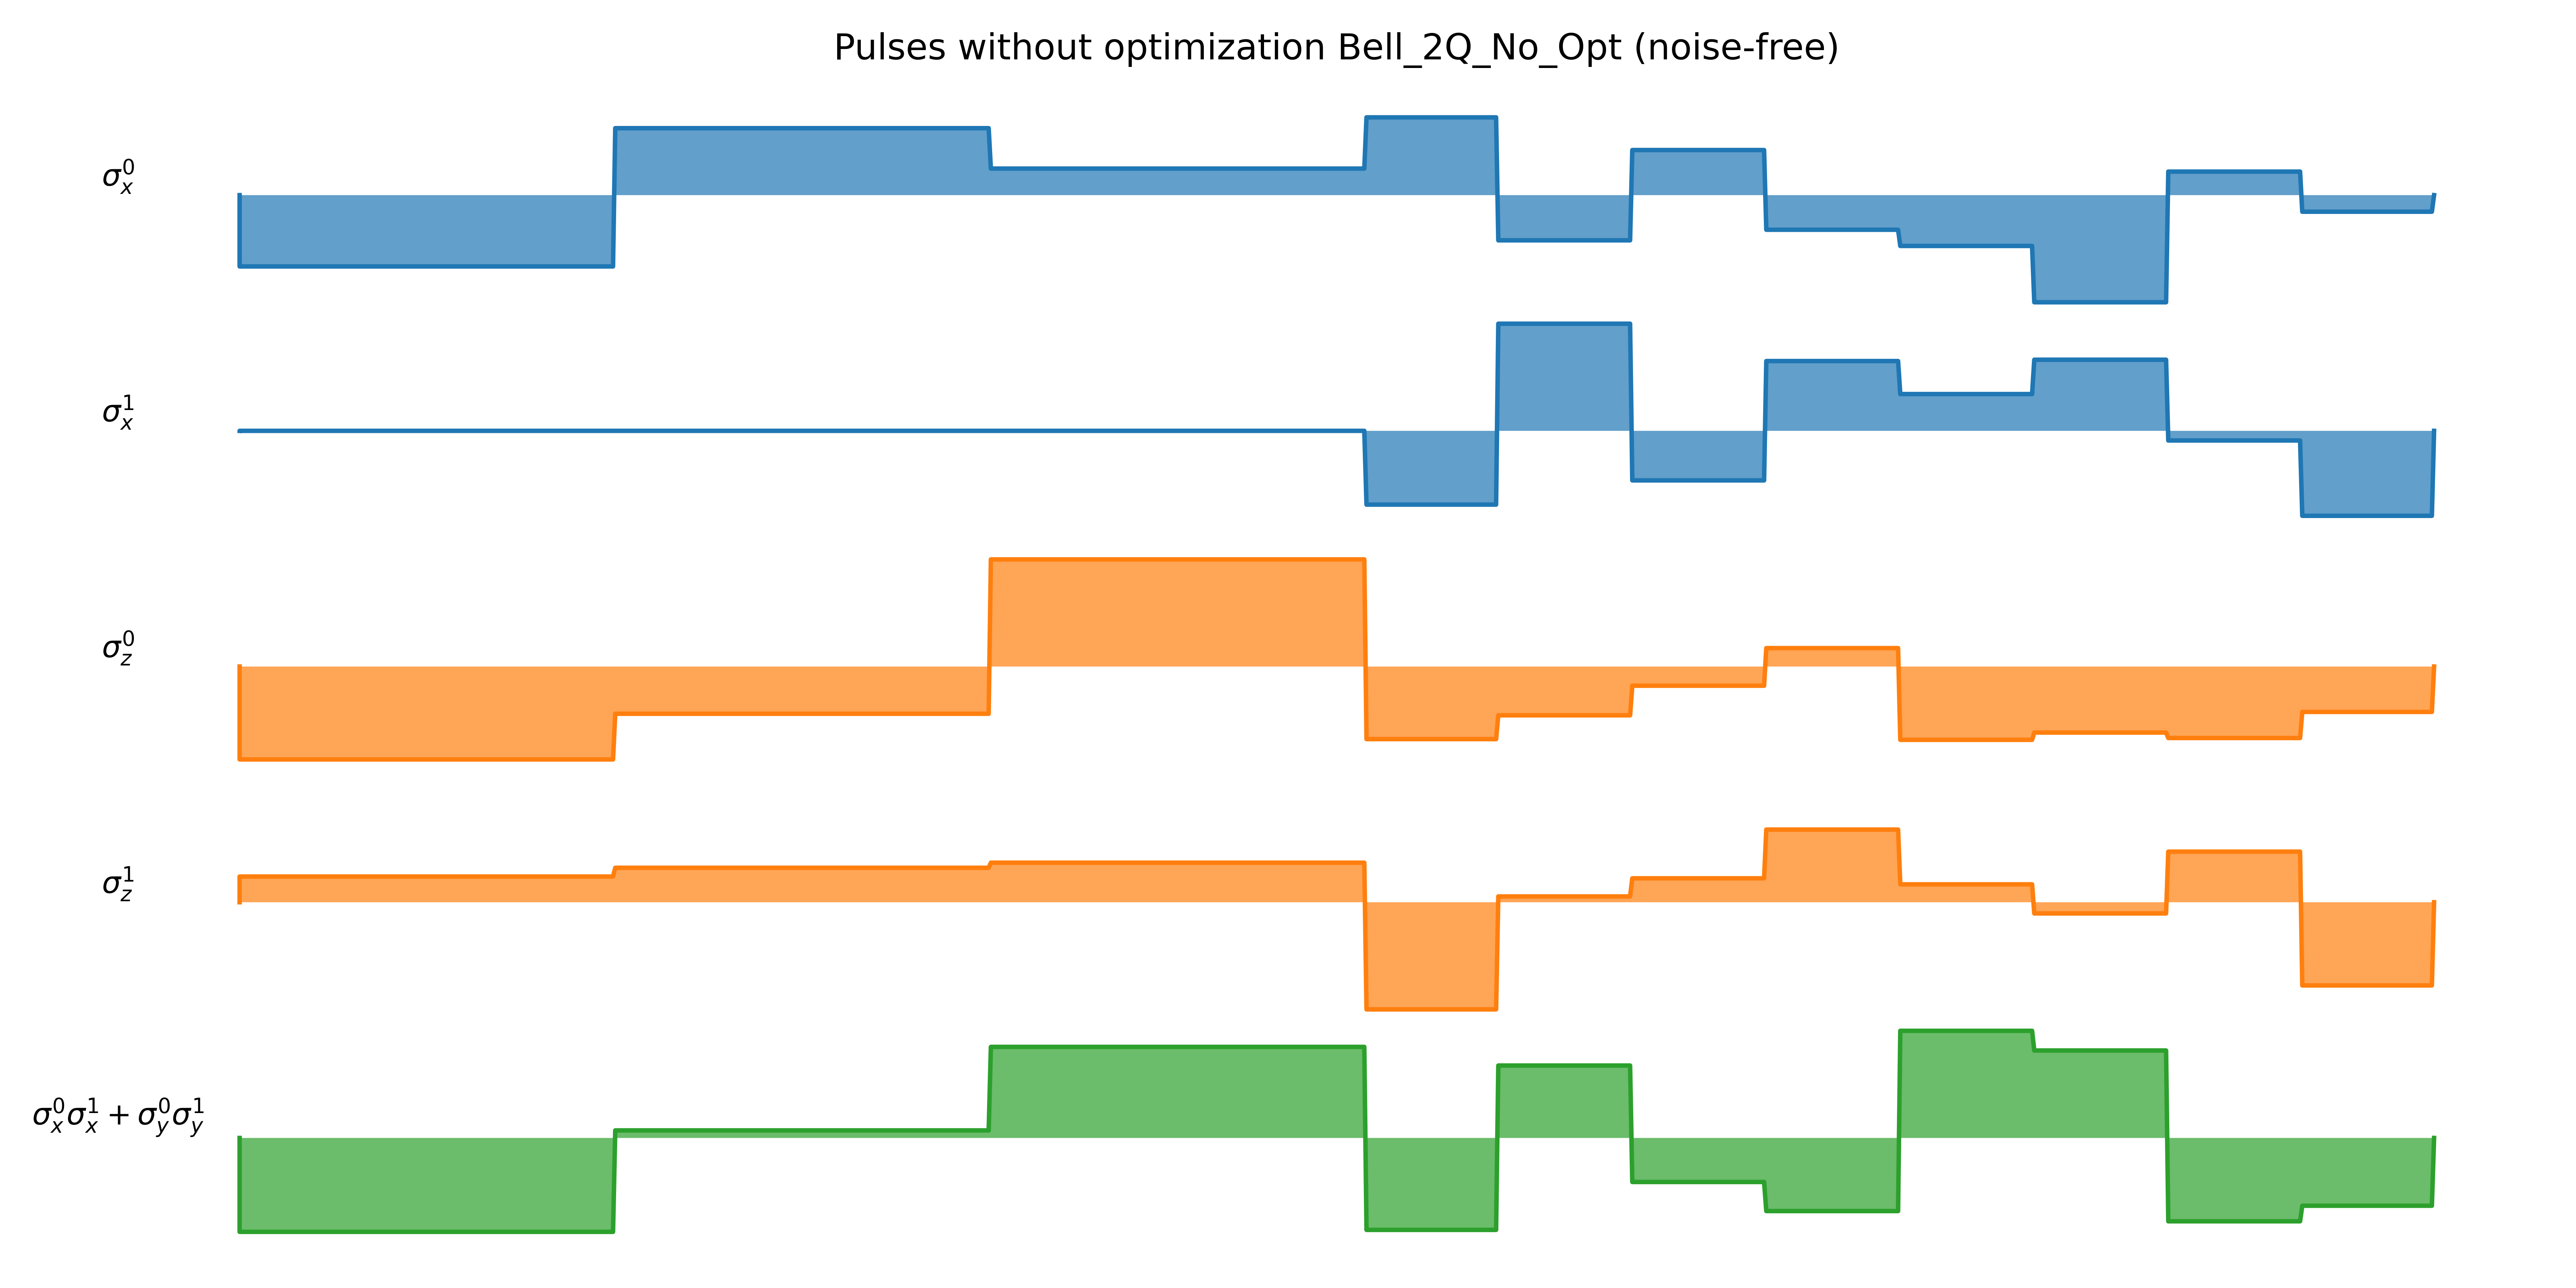 Pulses without optimization Bell_2Q_No_Opt (noise-free)
σ_x^0
σ_x^1
σ_z^0
σ_z^1
σ_x^0σ_x^1 + σ_y^0σ_y^1